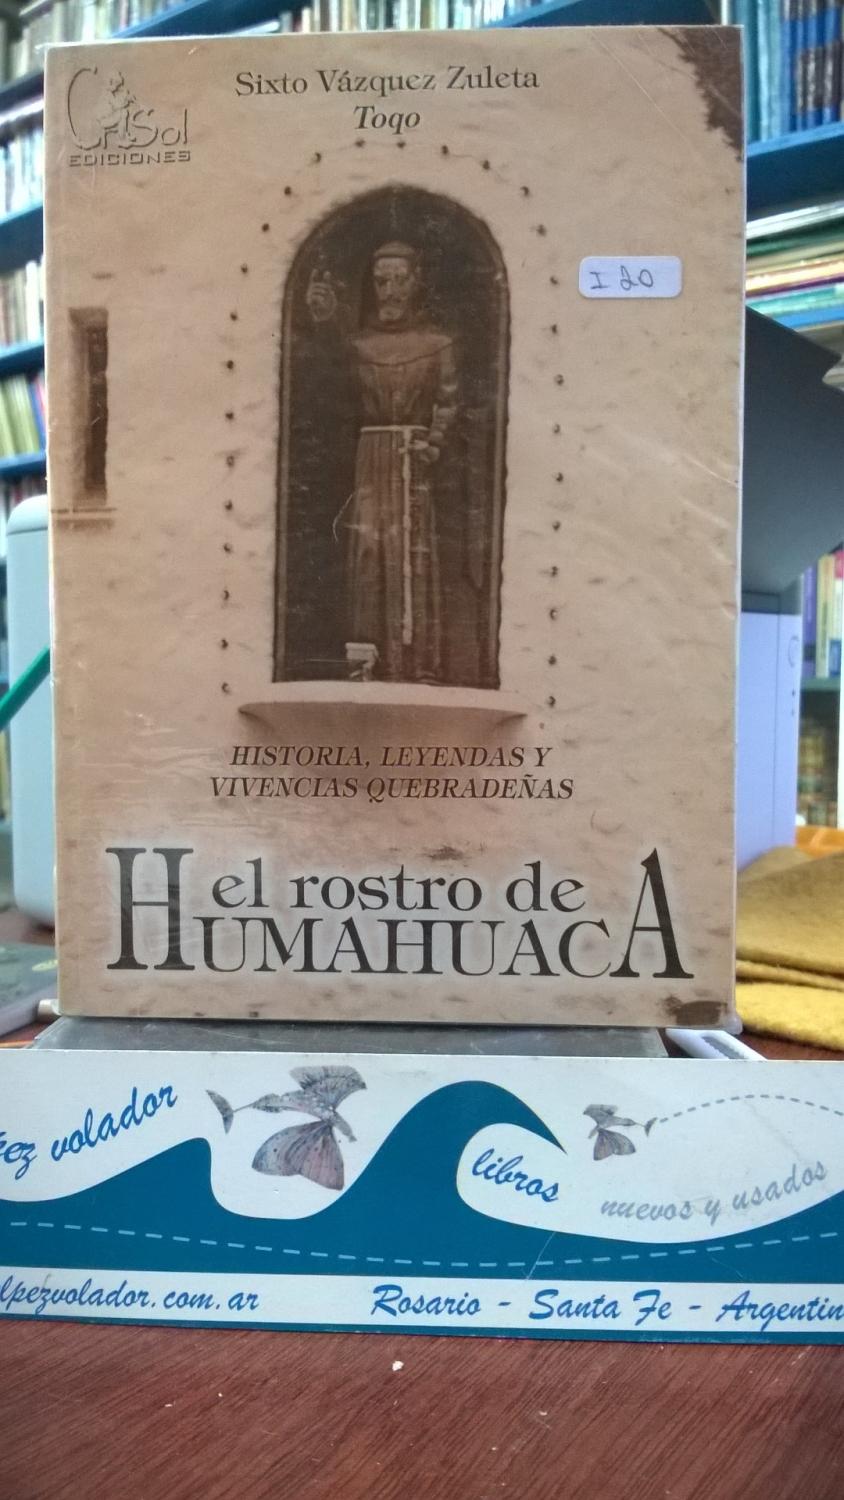 CriSol
EDICIONES
Sixto Vázquez Zuleta
Toqo
I 20
HISTORIA, LEYENDAS Y
VIVENCIAS QUEBRADEÑAS
el rostro de
HUMAHUACA
ez volador
libros
nuevos y usados
lpezvolador.com.ar
Rosario - Santa Fe - Argentin